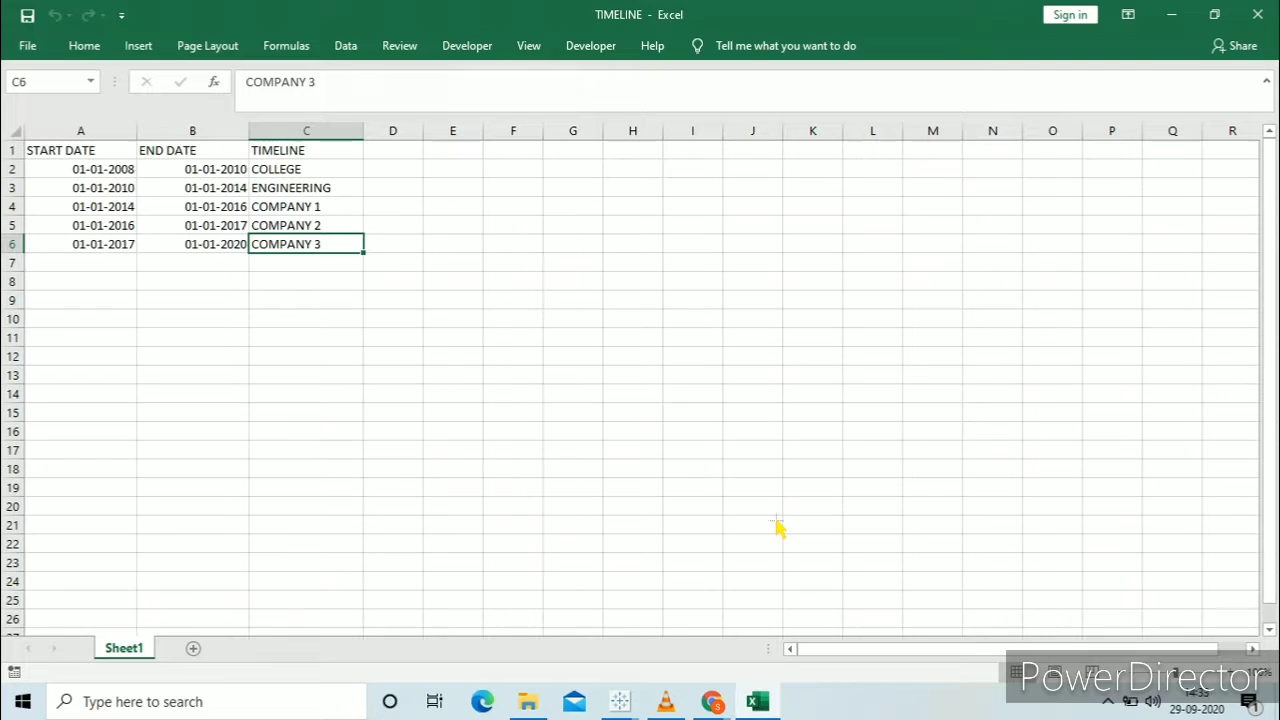 TIMELINE - Excel
Sign in
File Home Insert Page Layout Formulas Data Review Developer View Developer Help Tell me what you want to do Share
C6 fx COMPANY 3
A B C D E F G H I J K L M N O P Q R
1 START DATE END DATE TIMELINE
2 01-01-2008 01-01-2010 COLLEGE
3 01-01-2010 01-01-2014 ENGINEERING
4 01-01-2014 01-01-2016 COMPANY 1
5 01-01-2016 01-01-2017 COMPANY 2
6 01-01-2017 01-01-2020 COMPANY 3
7
8
9
10
11
12
13
14
15
16
17
18
19
20
21
22
23
24
25
26
Sheet1
PowerDirector
Type here to search
29-09-2020